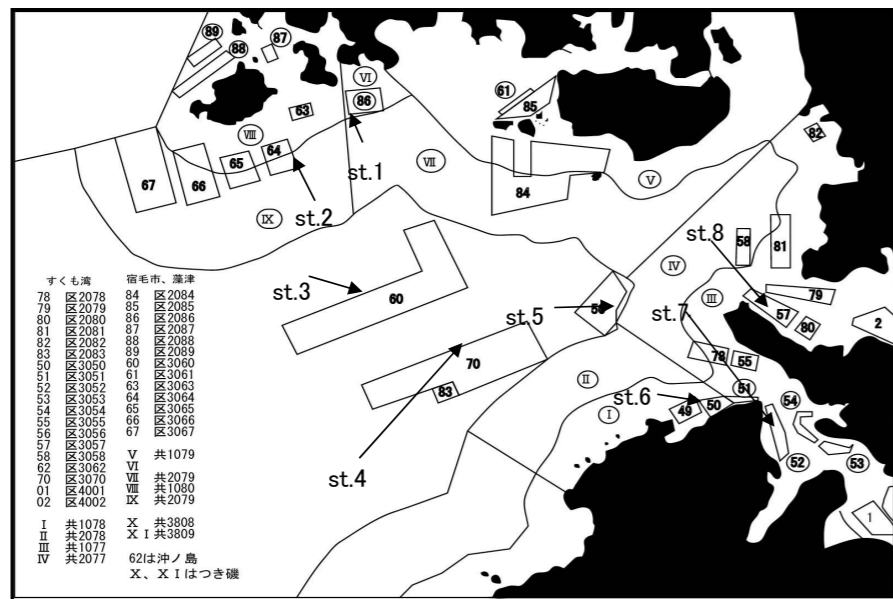 89
88
87
Ⅵ
86
63
Ⅷ
61
85
82
st.1
Ⅶ
64
65
66
67
84
Ⅴ
st.2
Ⅸ
st.8
58
81
Ⅳ
st.3
60
Ⅲ
79
57
80
2
st.5
st.7
70
78
55
83
Ⅱ
51
st.6
49
50
54
Ⅰ
st.4
52
53
1
すくも湾
78 区2078
79 区2079
80 区2080
81 区2081
82 区2082
83 区2083
50 区3050
51 区3051
52 区3052
53 区3053
54 区3054
55 区3055
56 区3056
57 区3057
58 区3058
62 区3062
70 区3070
01 区4001
02 区4002
Ⅰ 共1078
Ⅱ 共2078
Ⅲ 共1077
Ⅳ 共2077
宿毛市、藻津
84 区2084
85 区2085
86 区2086
87 区2087
88 区2088
89 区2089
60 区3060
61 区3061
63 区3063
64 区3064
65 区3065
66 区3066
67 区3067
Ⅴ 共1079
Ⅵ
Ⅶ 共2079
Ⅷ 共1080
Ⅸ 共2079
Ⅹ 共3808
ⅩⅠ共3809
62は沖ノ島
Ⅹ、ⅩⅠはつき磯